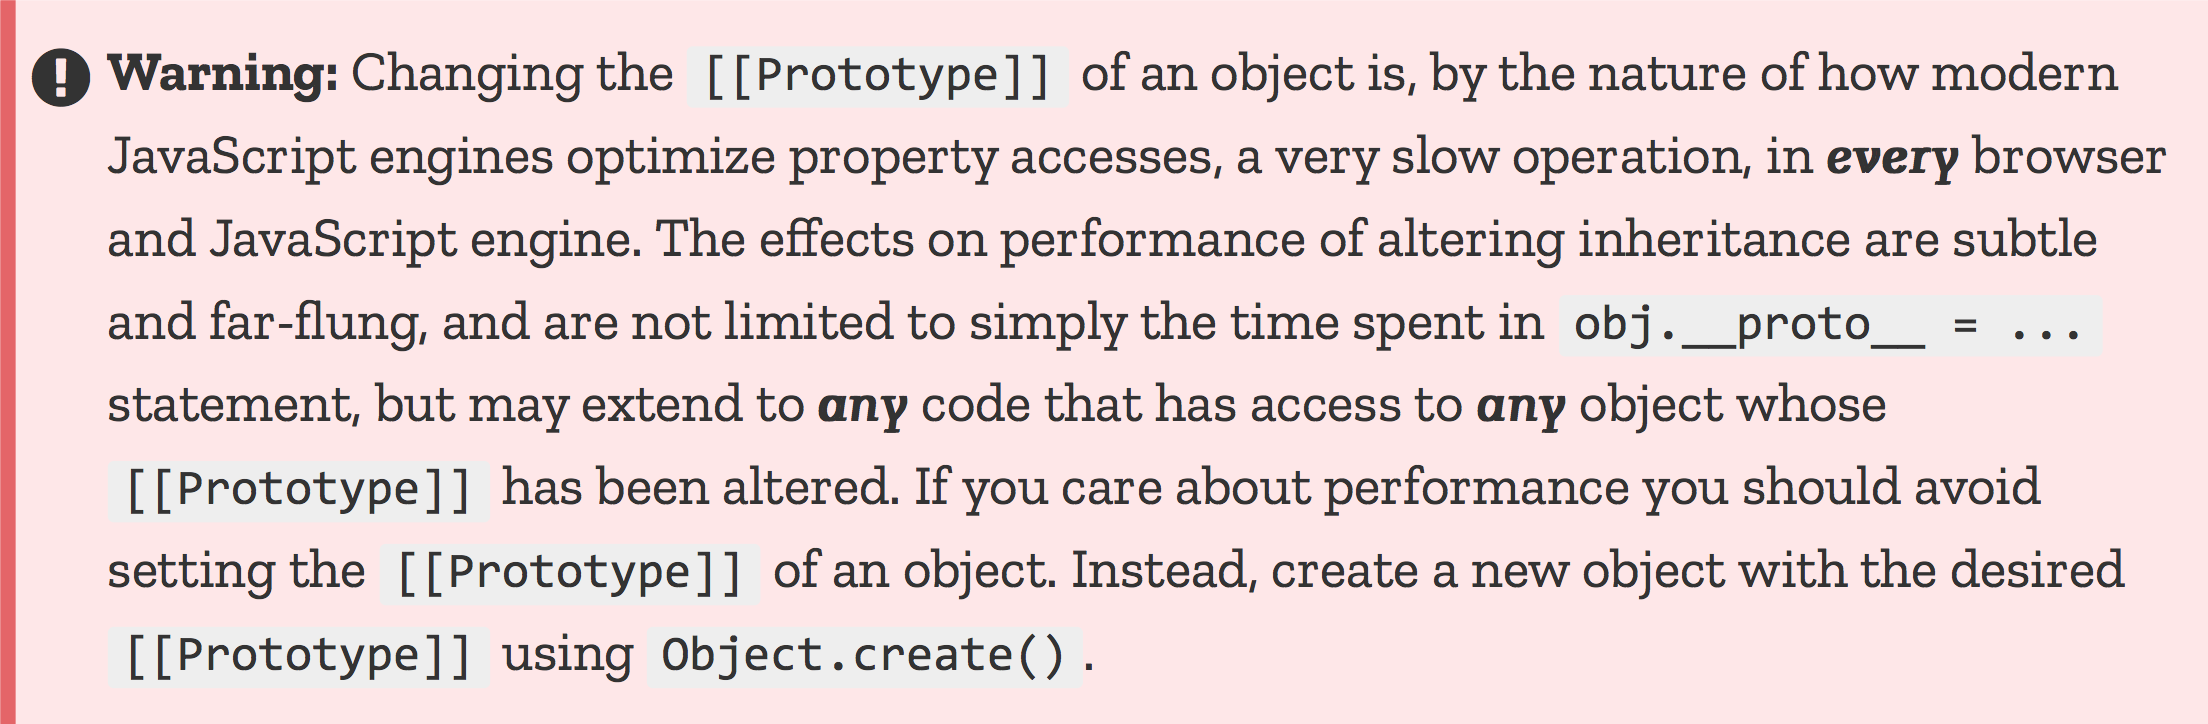 Warning: Changing the [[Prototype]] of an object is, by the nature of how modern
JavaScript engines optimize property accesses, a very slow operation, in every browser
and JavaScript engine. The effects on performance of altering inheritance are subtle
and far-flung, and are not limited to simply the time spent in obj.__proto__ = ...
statement, but may extend to any code that has access to any object whose
[[Prototype]] has been altered. If you care about performance you should avoid
setting the [[Prototype]] of an object. Instead, create a new object with the desired
[[Prototype]] using Object.create().